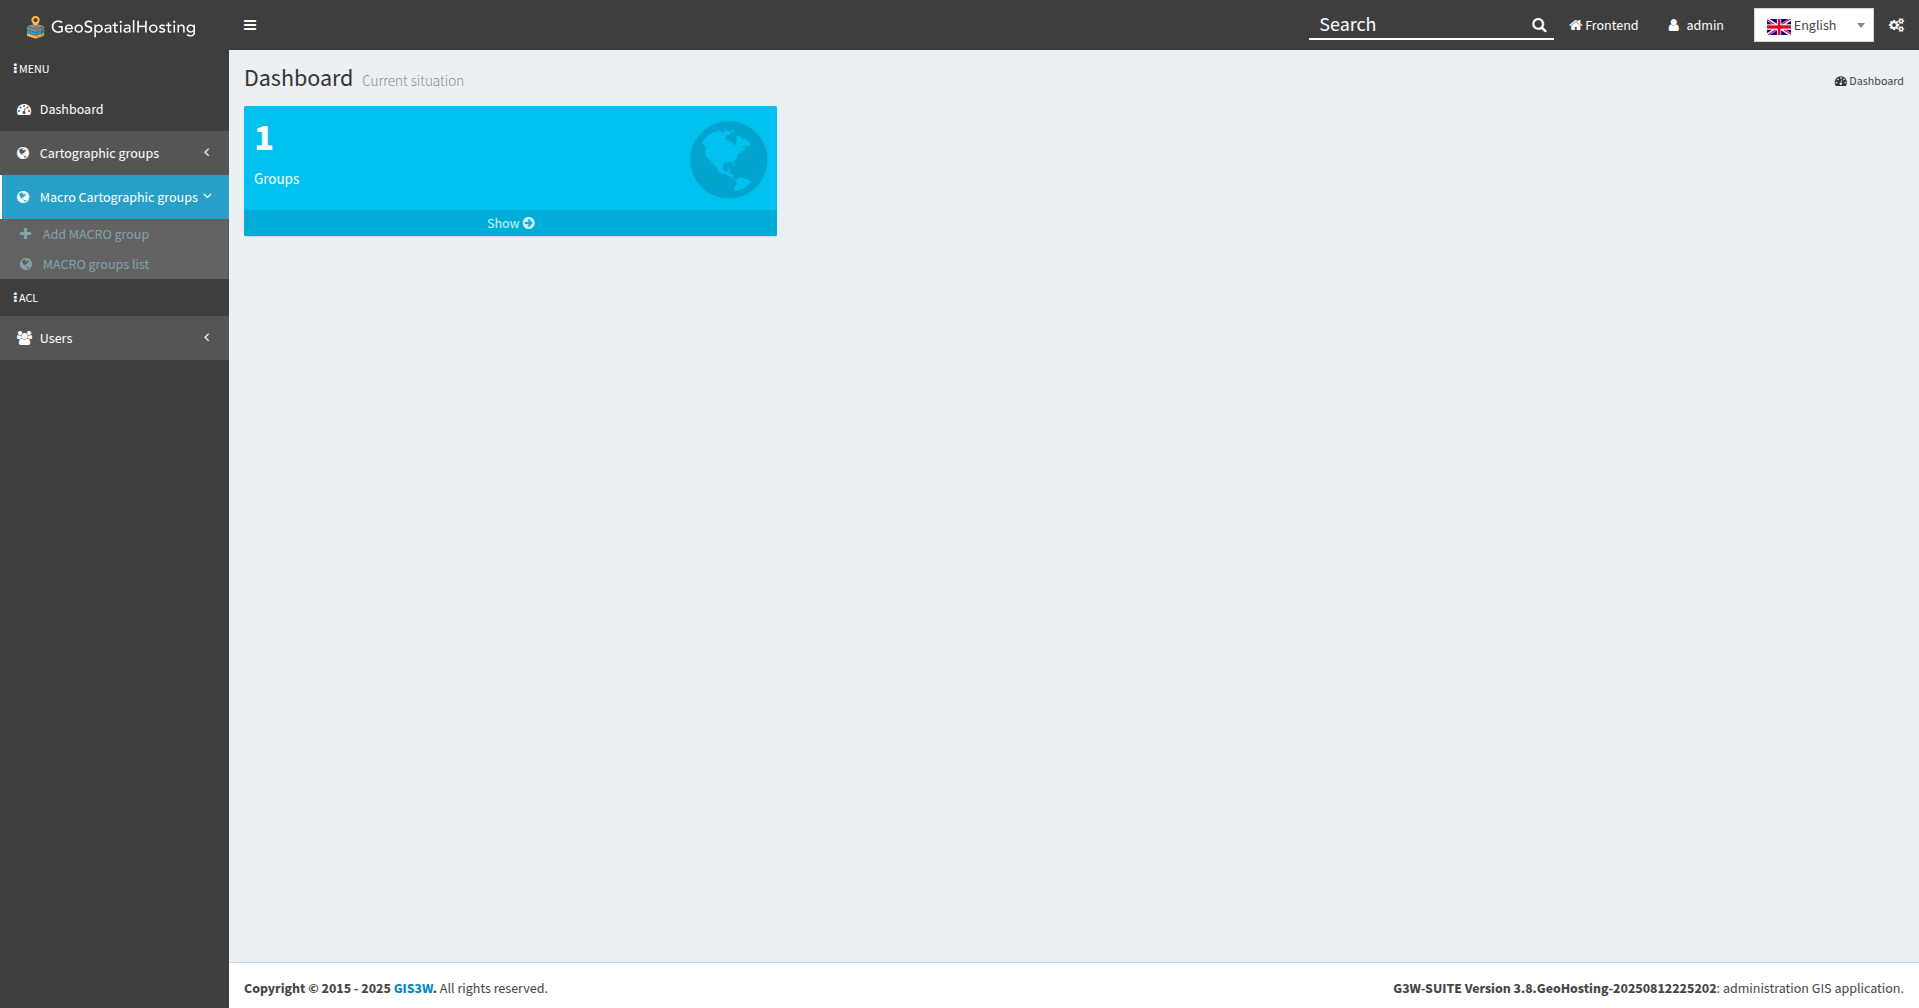 GeoSpatialHosting
Search
Frontend
admin
English
MENU
Dashboard
Cartographic groups
Macro Cartographic groups
Add MACRO group
MACRO groups list
ACL
Users
Dashboard Current situation
Dashboard
1
Groups
Show
Copyright © 2015 - 2025 GIS3W. All rights reserved.
G3W-SUITE Version 3.8.GeoHosting-20250812225202: administration GIS application.